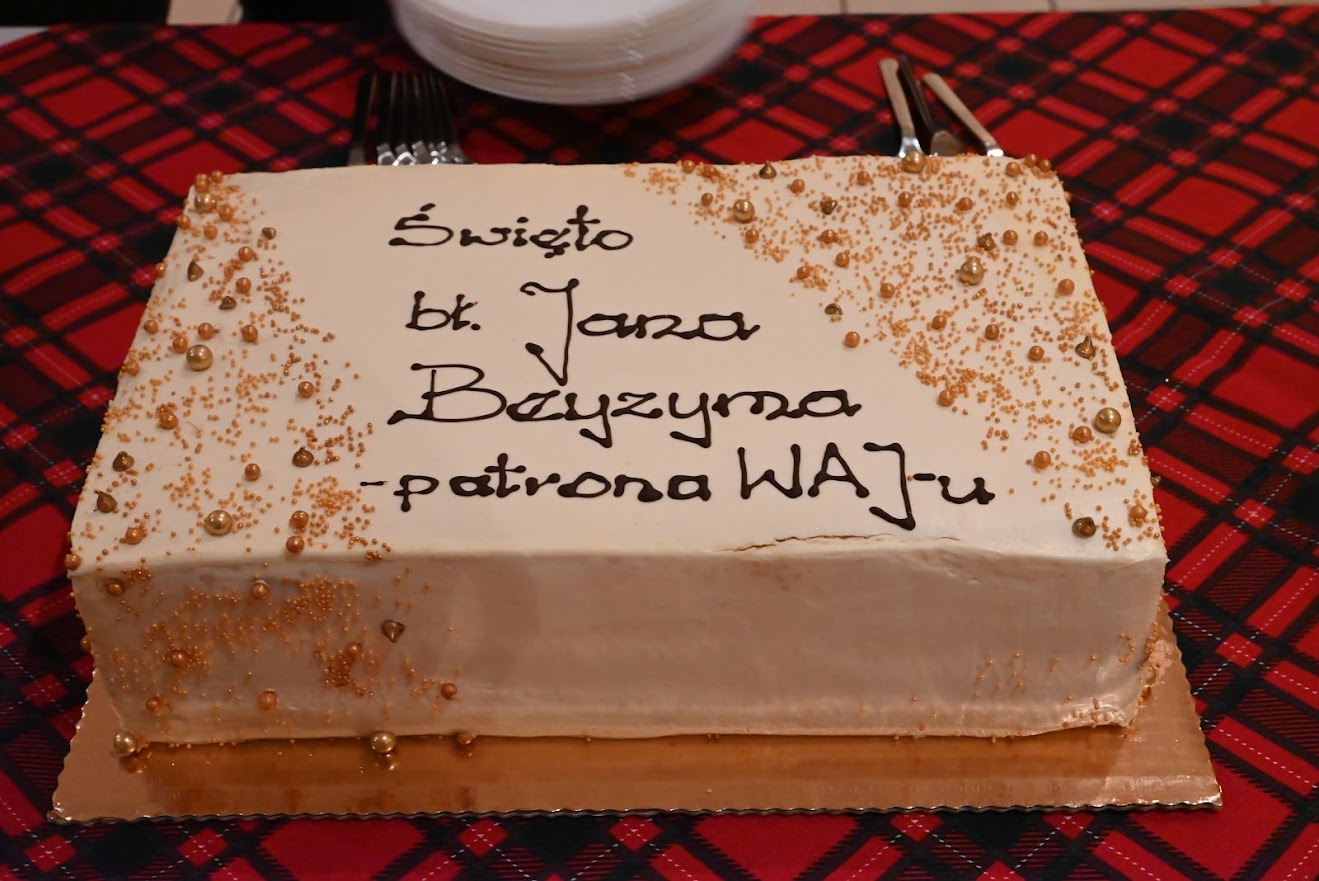 Święto
bł. Jana
Beyzyma
-patrona WAJ-u